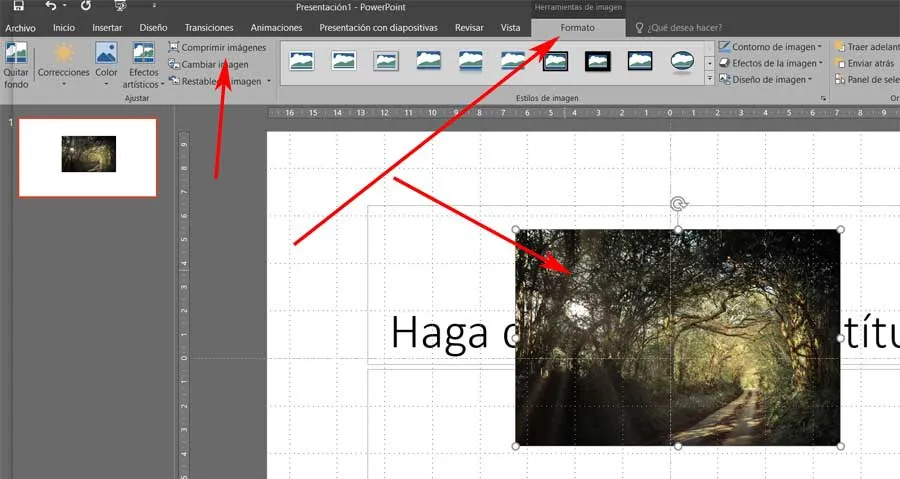 Presentación1 - PowerPoint
Herramientas de imagen
Archivo Inicio Insertar Diseño Transiciones Animaciones Presentación con diapositivas Revisar Vista Formato ¿Qué desea hacer?
Quitar fondo
Correcciones
Color
Efectos artísticos
Comprimir imágenes
Cambiar imagen
Restablecer imagen
Ajustar
Estilos de imagen
Contorno de imagen
Efectos de la imagen
Diseño de imagen
Traer adelant
Enviar atrás
Panel de sele
Or
16 15 14 13 12 11 10 9 8 7 6 5 4 3 2 1 0 1 2 3 4 5 6 7 8 9
1
9
8
7
6
5
4
3
2
1
0
1
2
3
4
5
Haga títu